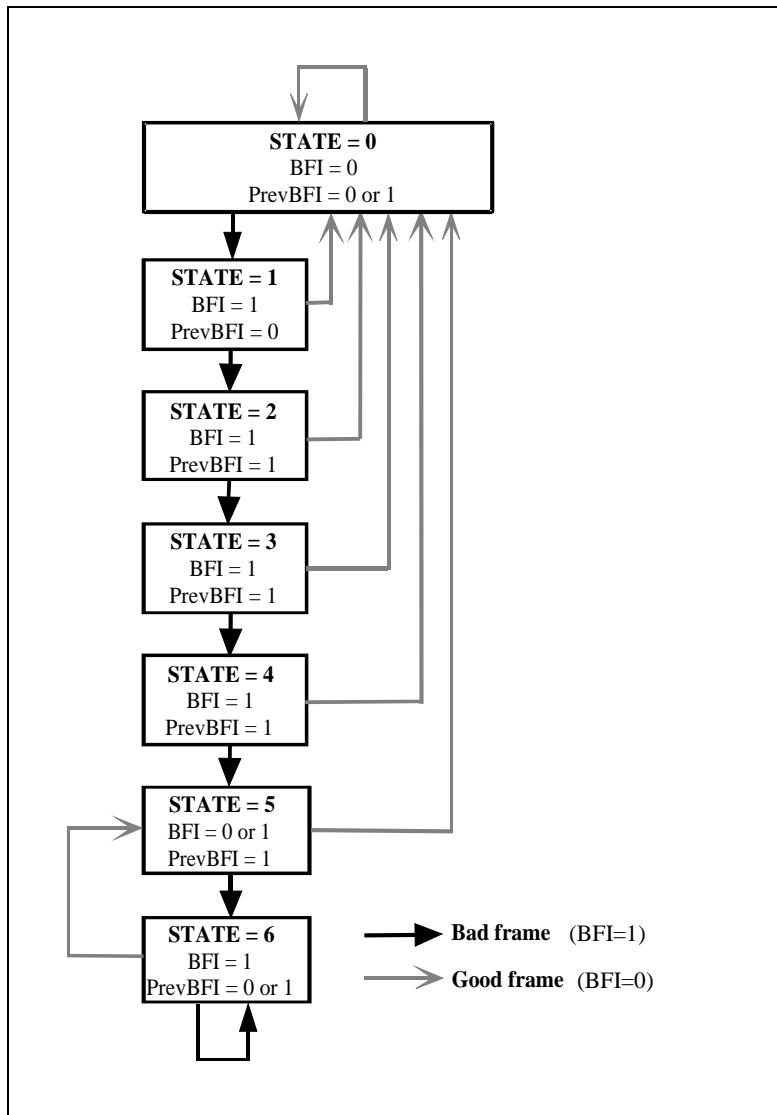 STATE = 0
BFI = 0
PrevBFI = 0 or 1
STATE = 1
BFI = 1
PrevBFI = 0
STATE = 2
BFI = 1
PrevBFI = 1
STATE = 3
BFI = 1
PrevBFI = 1
STATE = 4
BFI = 1
PrevBFI = 1
STATE = 5
BFI = 0 or 1
PrevBFI = 1
STATE = 6
BFI = 1
PrevBFI = 0 or 1
Bad frame (BFI=1)
Good frame (BFI=0)